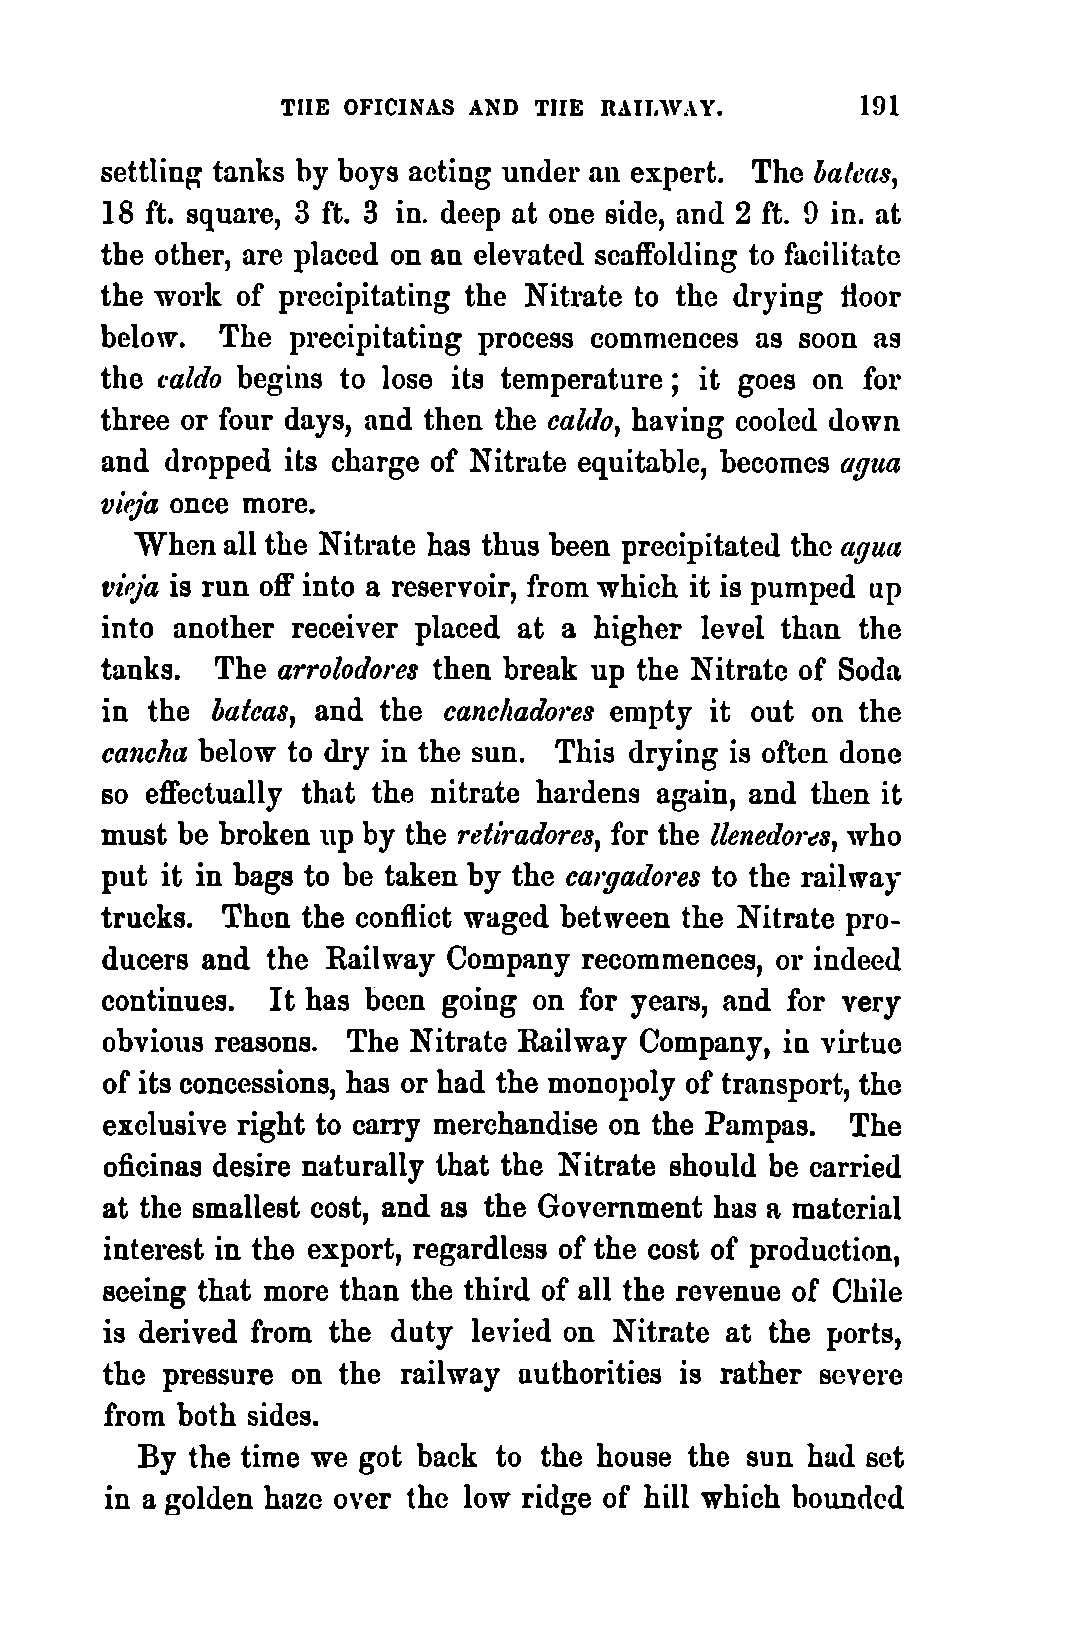 THE OFICINAS AND THE RAILWAY. 191
settling tanks by boys acting under an expert. The bateas,
18 ft. square, 3 ft. 3 in. deep at one side, and 2 ft. 9 in. at
the other, are placed on an elevated scaffolding to facilitate
the work of precipitating the Nitrate to the drying floor
below. The precipitating process commences as soon as
the caldo begins to lose its temperature; it goes on for
three or four days, and then the caldo, having cooled down
and dropped its charge of Nitrate equitable, becomes agua
vieja once more.
When all the Nitrate has thus been precipitated the agua
vieja is run off into a reservoir, from which it is pumped up
into another receiver placed at a higher level than the
tanks. The arrolodores then break up the Nitrate of Soda
in the bateas, and the canchadores empty it out on the
cancha below to dry in the sun. This drying is often done
so effectually that the nitrate hardens again, and then it
must be broken up by the retiradores, for the llenedores, who
put it in bags to be taken by the cargadores to the railway
trucks. Then the conflict waged between the Nitrate pro-
ducers and the Railway Company recommences, or indeed
continues. It has been going on for years, and for very
obvious reasons. The Nitrate Railway Company, in virtue
of its concessions, has or had the monopoly of transport, the
exclusive right to carry merchandise on the Pampas. The
oficinas desire naturally that the Nitrate should be carried
at the smallest cost, and as the Government has a material
interest in the export, regardless of the cost of production,
seeing that more than the third of all the revenue of Chile
is derived from the duty levied on Nitrate at the ports,
the pressure on the railway authorities is rather severe
from both sides.
By the time we got back to the house the sun had set
in a golden haze over the low ridge of hill which bounded